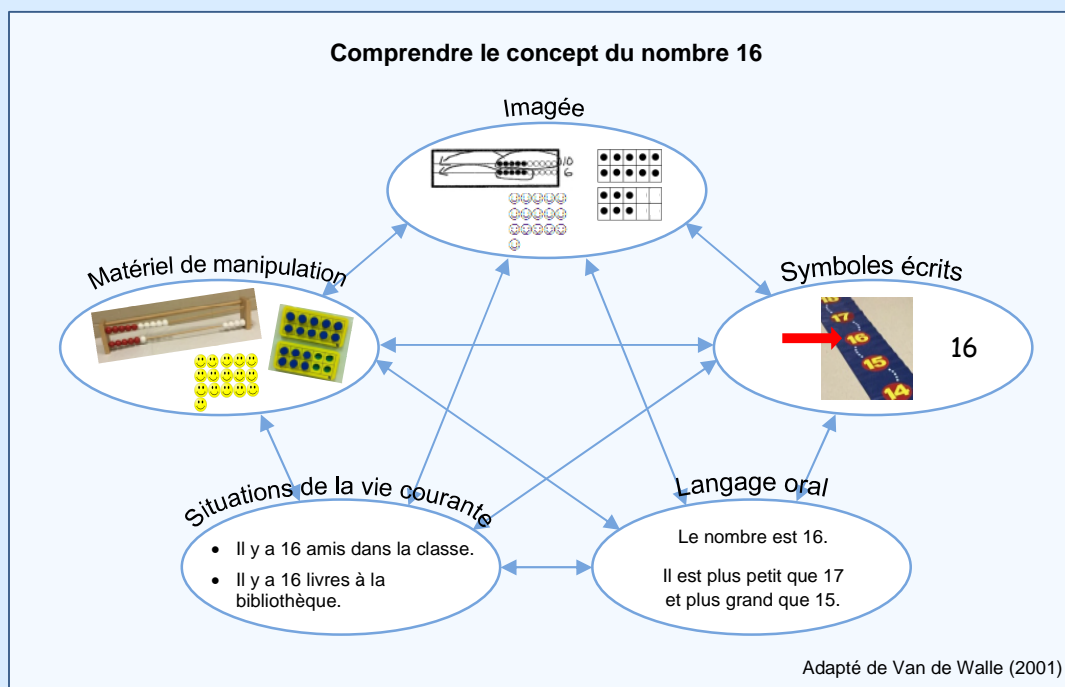 Comprendre le concept du nombre 16
Imagée
10
6
Matériel de manipulation
Symboles écrits
17
16
15
14
16
Situations de la vie courante
• Il y a 16 amis dans la classe.
• Il y a 16 livres à la
bibliothèque.
Langage oral
Le nombre est 16.
Il est plus petit que 17
et plus grand que 15.
Adapté de Van de Walle (2001)